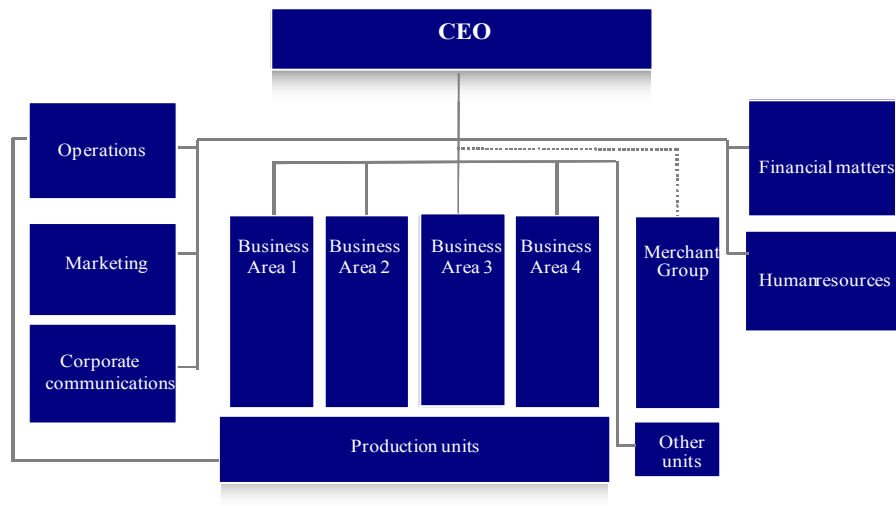 CEO
Operations
Financial matters
Marketing
Humanresources
Corporate
communications
Business
Area 1
Business
Area 2
Business
Area 3
Business
Area 4
Merchant
Group
Production units
Other
units